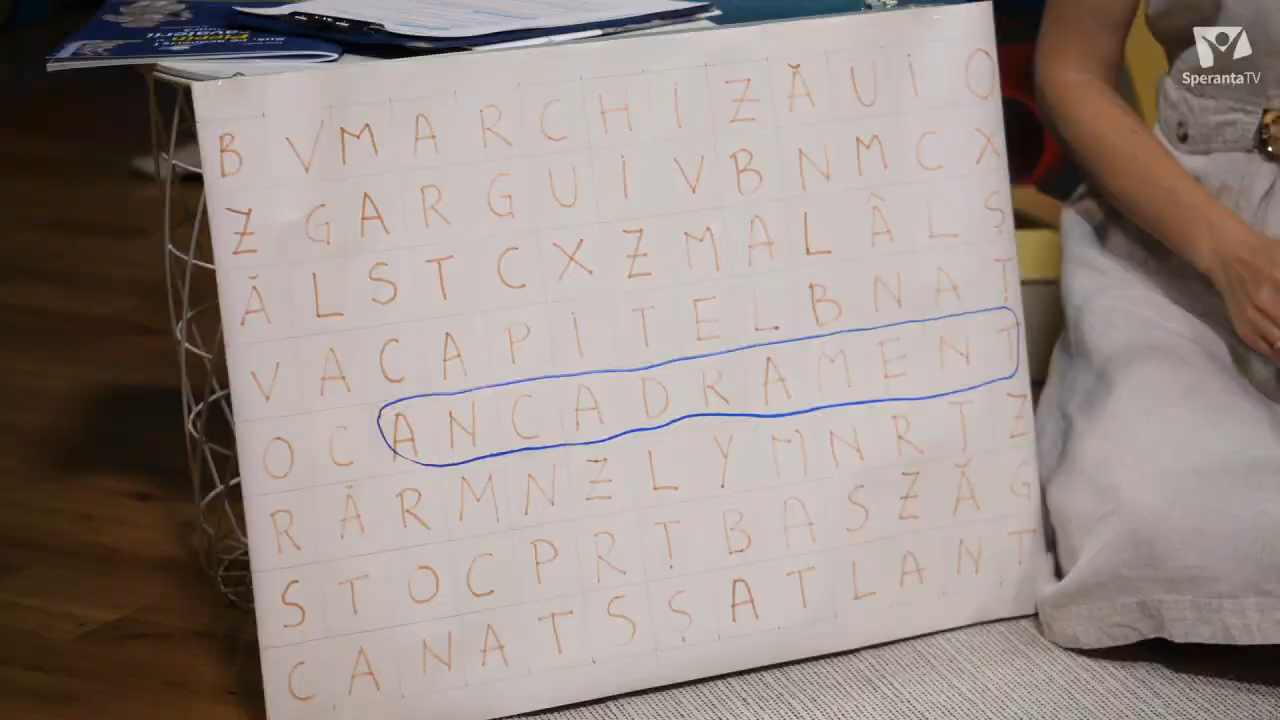 SperantaTV
B V M A R C H I Z Ă U I O
Z G A R G U I V B N M C X
Ă L S T C X Z M A L Â L Ș
V A C A P I T E L B N A Ț
O C A N C A D R A M E N T
R Ă R M N Z L Y M N R Ț Z
S T O C P R Ț B A S Z Ă G
C A N A T S Ș A T L A N T